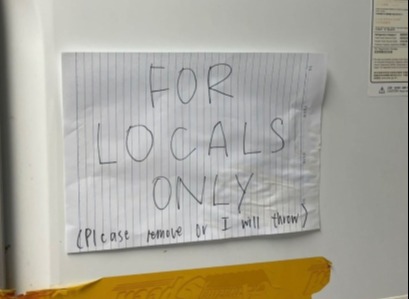 FOR
LOCALS
ONLY
(Please remove or I will throw)